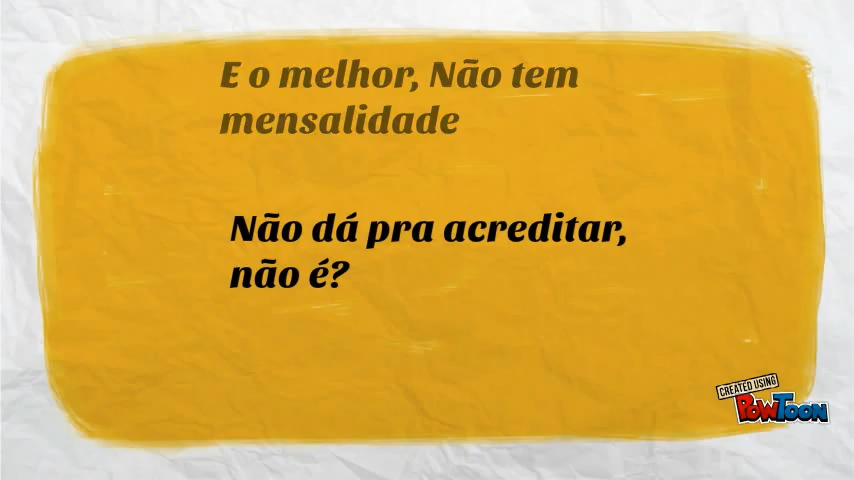 E o melhor, Não tem
mensalidade
Não dá pra acreditar,
não é?
CREATED USING
POWTOON